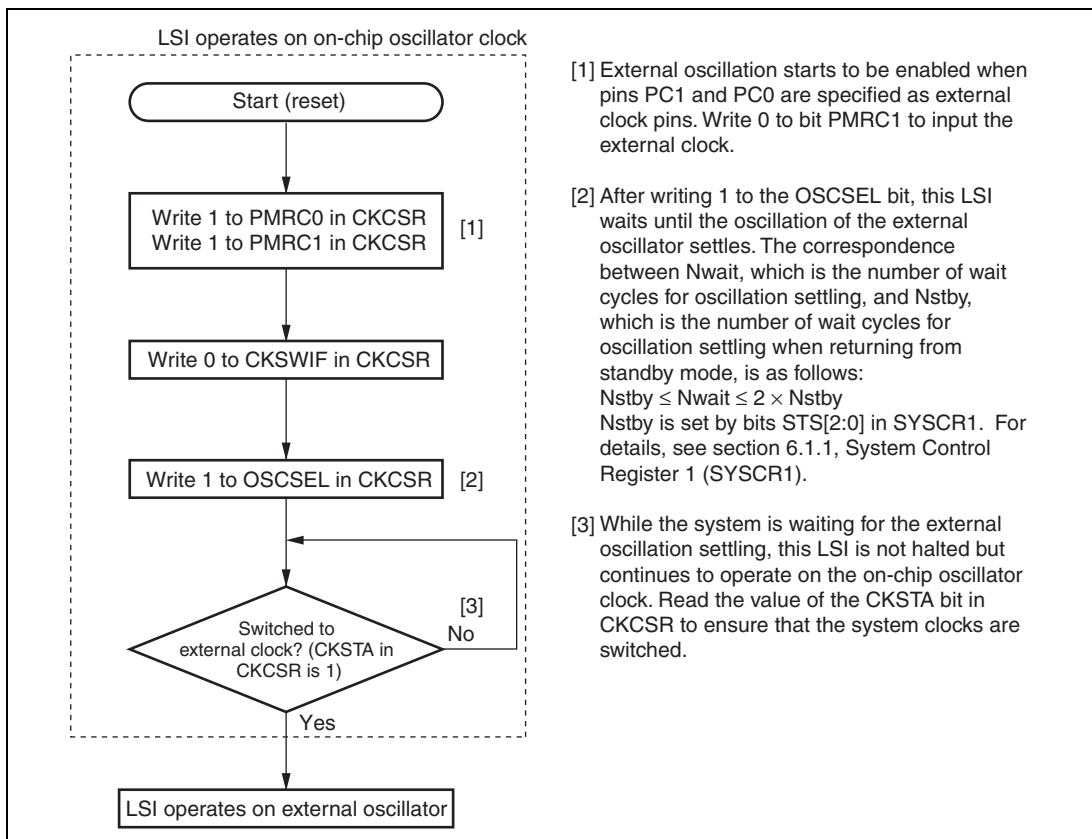 LSI operates on on-chip oscillator clock
Start (reset)
Write 1 to PMRC0 in CKCSR
Write 1 to PMRC1 in CKCSR
[1]
Write 0 to CKSWIF in CKCSR
Write 1 to OSCSEL in CKCSR
[2]
[3]
Switched to
external clock? (CKSTA in
CKCSR is 1)
No
Yes
LSI operates on external oscillator
[1] External oscillation starts to be enabled when
pins PC1 and PC0 are specified as external
clock pins. Write 0 to bit PMRC1 to input the
external clock.
[2] After writing 1 to the OSCSEL bit, this LSI
waits until the oscillation of the external
oscillator settles. The correspondence
between Nwait, which is the number of wait
cycles for oscillation settling, and Nstby,
which is the number of wait cycles for
oscillation settling when returning from
standby mode, is as follows:
Nstby ≤ Nwait ≤ 2 × Nstby
Nstby is set by bits STS[2:0] in SYSCR1. For
details, see section 6.1.1, System Control
Register 1 (SYSCR1).
[3] While the system is waiting for the external
oscillation settling, this LSI is not halted but
continues to operate on the on-chip oscillator
clock. Read the value of the CKSTA bit in
CKCSR to ensure that the system clocks are
switched.